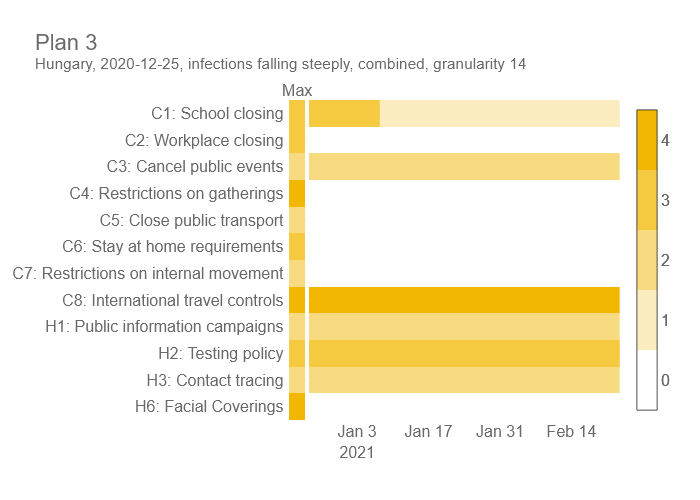 Plan 3
Hungary, 2020-12-25, infections falling steeply, combined, granularity 14
Max
C1: School closing
C2: Workplace closing
C3: Cancel public events
C4: Restrictions on gatherings
C5: Close public transport
C6: Stay at home requirements
C7: Restrictions on internal movement
C8: International travel controls
H1: Public information campaigns
H2: Testing policy
H3: Contact tracing
H6: Facial Coverings
Jan 3 Jan 17 Jan 31 Feb 14
2021
4
3
2
1
0